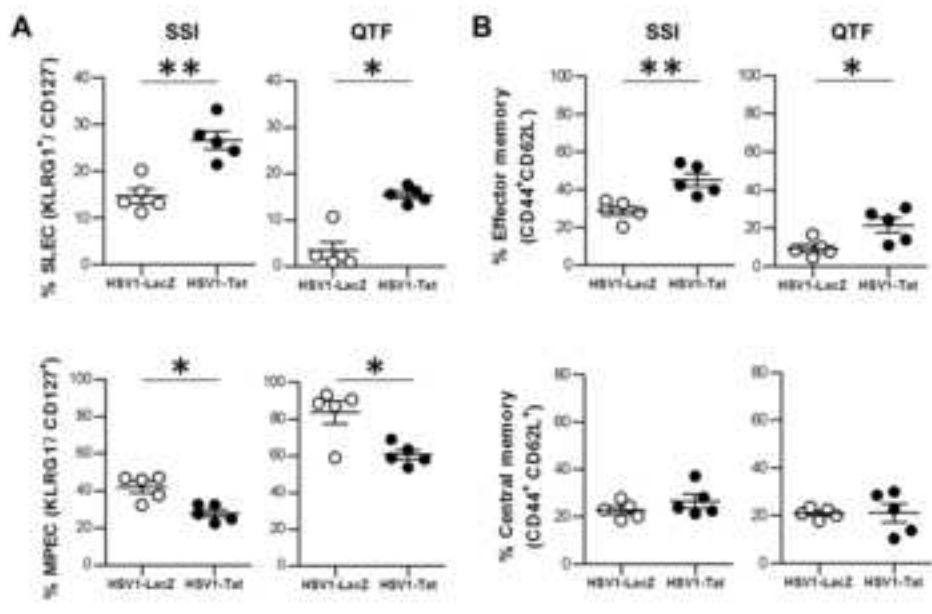 A
B
SSI
QTF
SSI
QTF
**
*
**
*
% SLEC (KLRG1⁺/ CD127⁻)
40
30
20
10
0
HSV1-LacZ
HSV1-Tat
40
30
20
10
0
HSV1-LacZ
HSV1-Tat
% Effector memory
(CD44⁺CD62L⁻)
100
80
60
40
20
0
HSV1-LacZ
HSV1-Tat
100
80
60
40
20
0
HSV1-LacZ
HSV1-Tat
*
*
% MPEC (KLRG1⁻/ CD127⁺)
100
80
60
40
20
0
HSV1-LacZ
HSV1-Tat
100
80
60
40
20
0
HSV1-LacZ
HSV1-Tat
% Central memory
(CD44⁺ CD62L⁺)
80
60
40
20
0
HSV1-LacZ
HSV1-Tat
80
60
40
20
0
HSV1-LacZ
HSV1-Tat